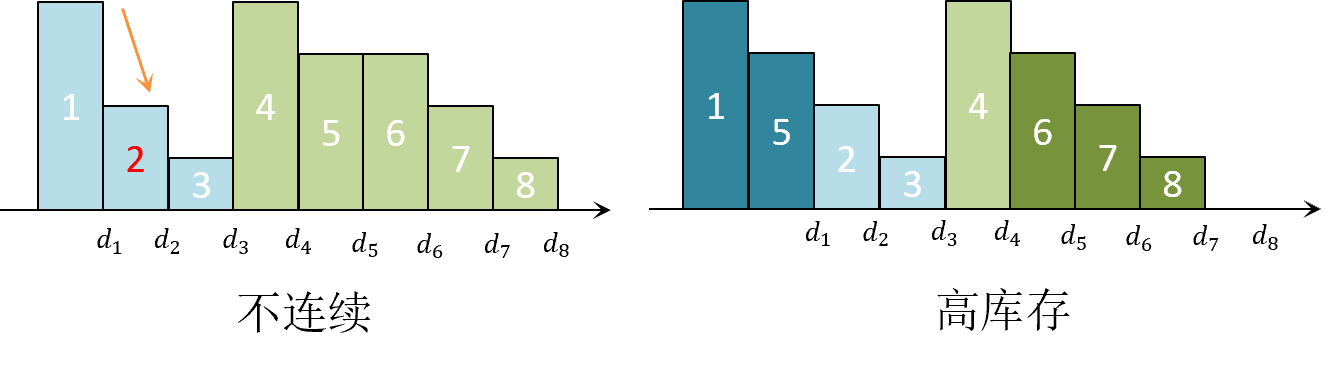 1 2 3 4 5 6 7 8
d₁ d₂ d₃ d₄ d₅ d₆ d₇ d₈
不连续
1 5 2 3 4 6 7 8
d₁ d₂ d₃ d₄ d₅ d₆ d₇ d₈
高库存